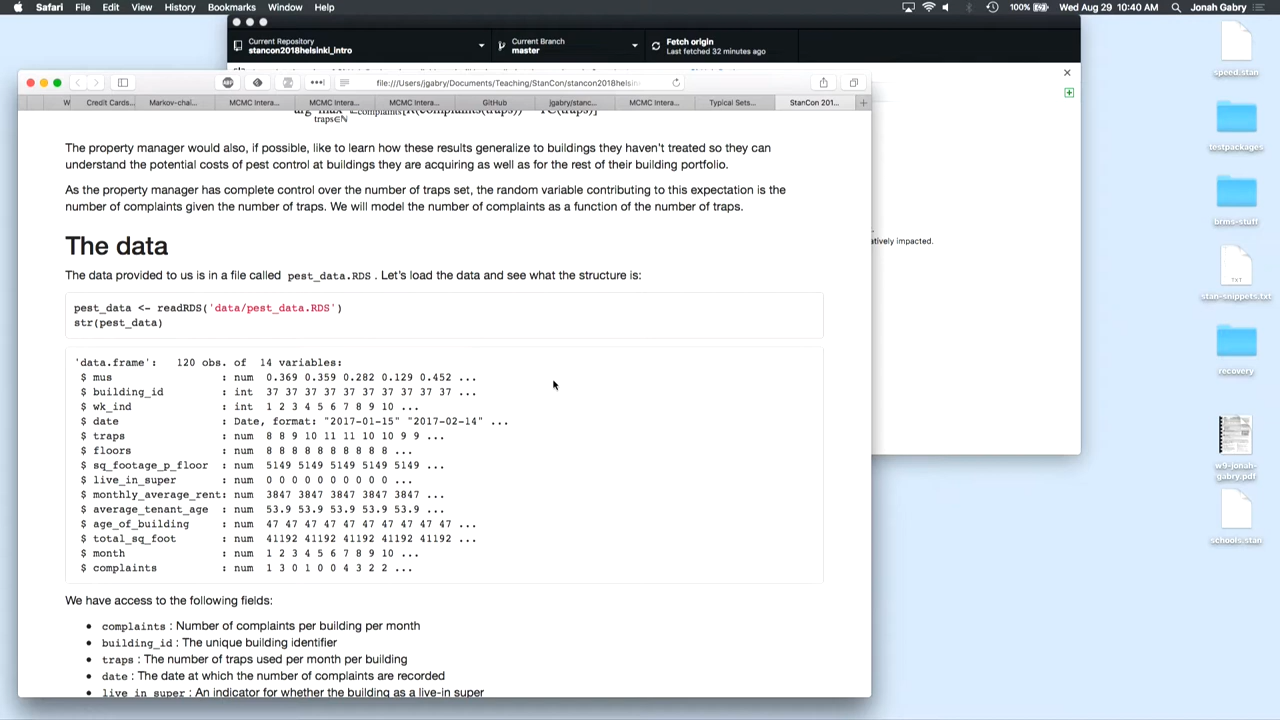 Safari File Edit View History Bookmarks Window Help 100% Wed Aug 29 10:40 AM Jonah Gabry
Current Repository
stancon2018helsinki_intro
Current Branch
master
Fetch origin
Last fetched 32 minutes ago
file:///Users/jgabry/Documents/Teaching/StanCon/stancon2018helsin
W Credit Cards... Markov-chai... MCMC Intera... MCMC Intera... MCMC Intera... GitHub jgabry/stanc... MCMC Intera... Typical Sets... StanCon 201...
traps∈ℕ
The property manager would also, if possible, like to learn how these results generalize to buildings they haven't treated so they can
understand the potential costs of pest control at buildings they are acquiring as well as for the rest of their building portfolio.
As the property manager has complete control over the number of traps set, the random variable contributing to this expectation is the
number of complaints given the number of traps. We will model the number of complaints as a function of the number of traps.
The data
The data provided to us is in a file called pest_data.RDS . Let's load the data and see what the structure is:
pest_data <- readRDS('data/pest_data.RDS')
str(pest_data)
'data.frame': 120 obs. of 14 variables:
$ mus : num 0.369 0.359 0.282 0.129 0.452 ...
$ building_id : int 37 37 37 37 37 37 37 37 37 37 ...
$ wk_ind : int 1 2 3 4 5 6 7 8 9 10 ...
$ date : Date, format: "2017-01-15" "2017-02-14" ...
$ traps : num 8 8 9 10 11 11 10 10 9 9 ...
$ floors : num 8 8 8 8 8 8 8 8 8 8 ...
$ sq_footage_p_floor : num 5149 5149 5149 5149 5149 ...
$ live_in_super : num 0 0 0 0 0 0 0 0 0 0 ...
$ monthly_average_rent: num 3847 3847 3847 3847 3847 ...
$ average_tenant_age : num 53.9 53.9 53.9 53.9 53.9 ...
$ age_of_building : num 47 47 47 47 47 47 47 47 47 47 ...
$ total_sq_foot : num 41192 41192 41192 41192 41192 ...
$ month : num 1 2 3 4 5 6 7 8 9 10 ...
$ complaints : num 1 3 0 1 0 0 4 3 2 2 ...
We have access to the following fields:
• complaints : Number of complaints per building per month
• building_id : The unique building identifier
• traps : The number of traps used per month per building
• date : The date at which the number of complaints are recorded
• live_in_super : An indicator for whether the building as a live-in super
atively impacted.
speed.stan
testpackages
brms-stuff
TXT
stan-snippets.txt
recovery
w9-jonah-
gabry.pdf
schools.stan